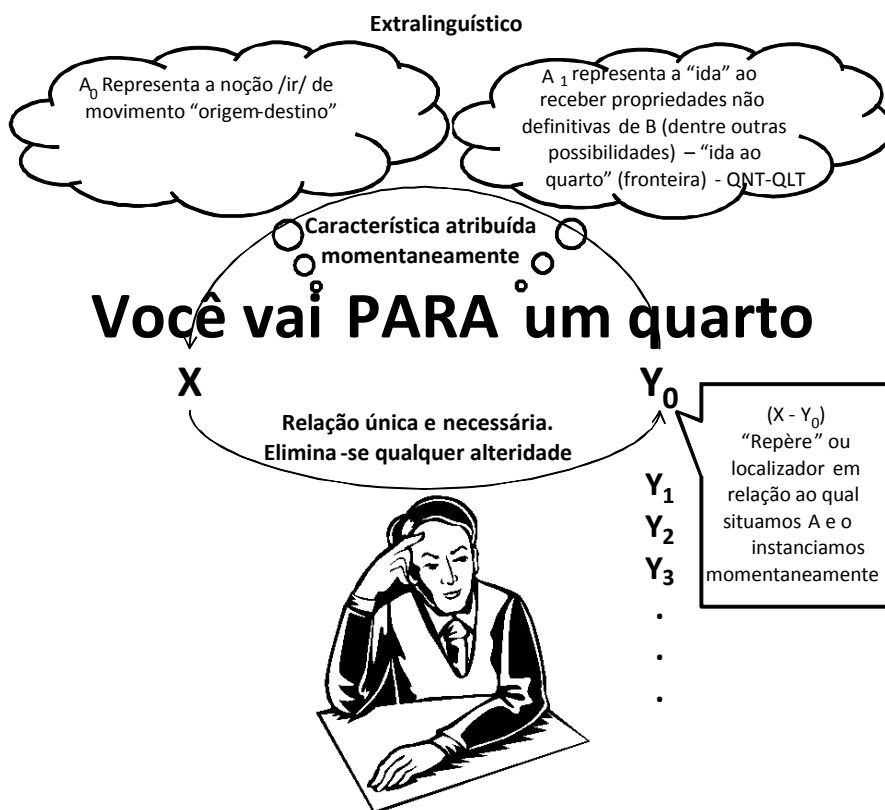 Extralinguístico
A0 Representa a noção /ir/ de
movimento “origem-destino”
A 1 representa a “ida” ao
receber propriedades não
definitivas de B (dentre outras
possibilidades) – “ida ao
quarto” (fronteira) - QNT-QLT
Característica atribuída
momentaneamente
Você vai PARA um quarto
X
Y0
Relação única e necessária.
Elimina-se qualquer alteridade
(X - Y0)
“Repère” ou
localizador em
relação ao qual
situamos A e o
instanciamos
momentaneamente
Y1
Y2
Y3
.
.
.